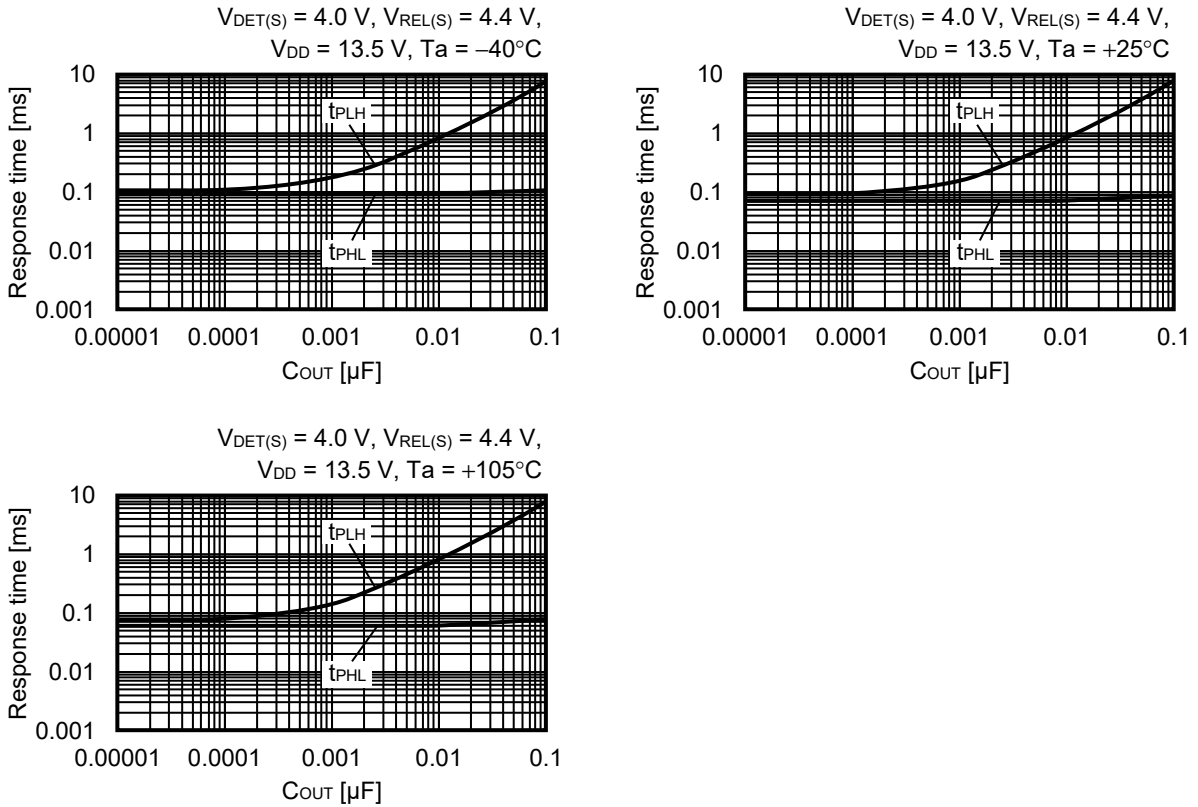 VDET(S) = 4.0 V, VREL(S) = 4.4 V,
VDD = 13.5 V, Ta = −40°C
Response time [ms]
10
1
0.1
0.01
0.001
tPLH
tPHL
0.00001 0.0001 0.001 0.01 0.1
COUT [µF]
VDET(S) = 4.0 V, VREL(S) = 4.4 V,
VDD = 13.5 V, Ta = +25°C
Response time [ms]
10
1
0.1
0.01
0.001
tPLH
tPHL
0.00001 0.0001 0.001 0.01 0.1
COUT [µF]
VDET(S) = 4.0 V, VREL(S) = 4.4 V,
VDD = 13.5 V, Ta = +105°C
Response time [ms]
10
1
0.1
0.01
0.001
tPLH
tPHL
0.00001 0.0001 0.001 0.01 0.1
COUT [µF]